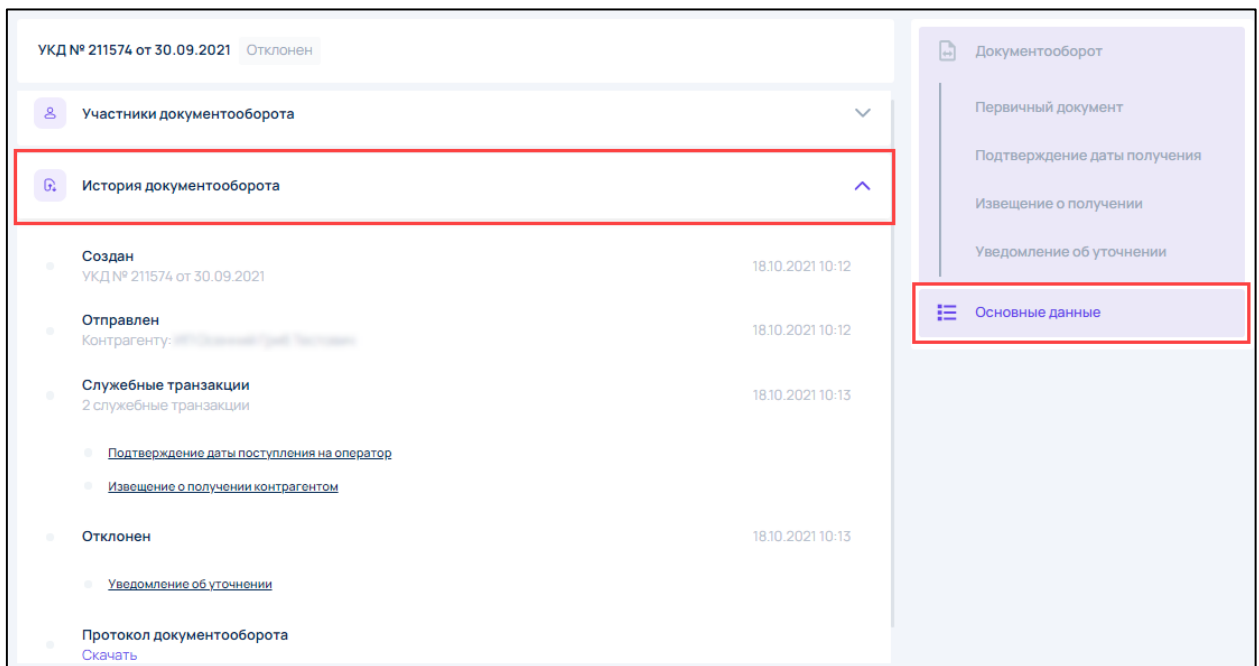 УКД № 211574 от 30.09.2021 Отклонен
Участники документооборота
История документооборота
Создан
УКД № 211574 от 30.09.2021
18.10.2021 10:12
Отправлен
Контрагенту:
18.10.2021 10:12
Служебные транзакции
2 служебные транзакции
18.10.2021 10:13
Подтверждение даты поступления на оператор
Извещение о получении контрагентом
Отклонен
18.10.2021 10:13
Уведомление об уточнении
Протокол документооборота
Скачать
Документооборот
Первичный документ
Подтверждение даты получения
Извещение о получении
Уведомление об уточнении
Основные данные